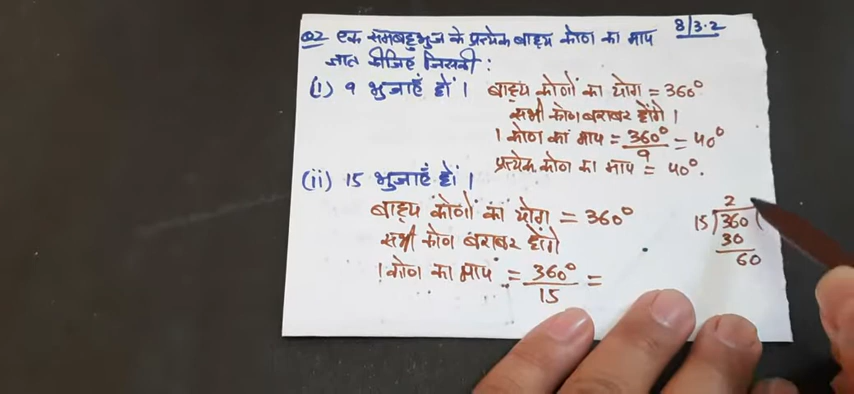 8/3.2
Q2 एक समबहुभुज के प्रत्येक बाह्य कोण का माप
ज्ञात कीजिए जिसकी :
(i) 9 भुजाएँ हों । बाह्य कोणों का योग = 360°
सभी कोण बराबर होंगे ।
1 कोण का माप = 360°/9 = 40°
प्रत्येक कोण का माप = 40°.
(ii) 15 भुजाएँ हों ।
बाह्य कोणों का योग = 360°
सभी कोण बराबर होंगे
1 कोण का माप = 360°/15 =
2
15 ) 360 (
30
60